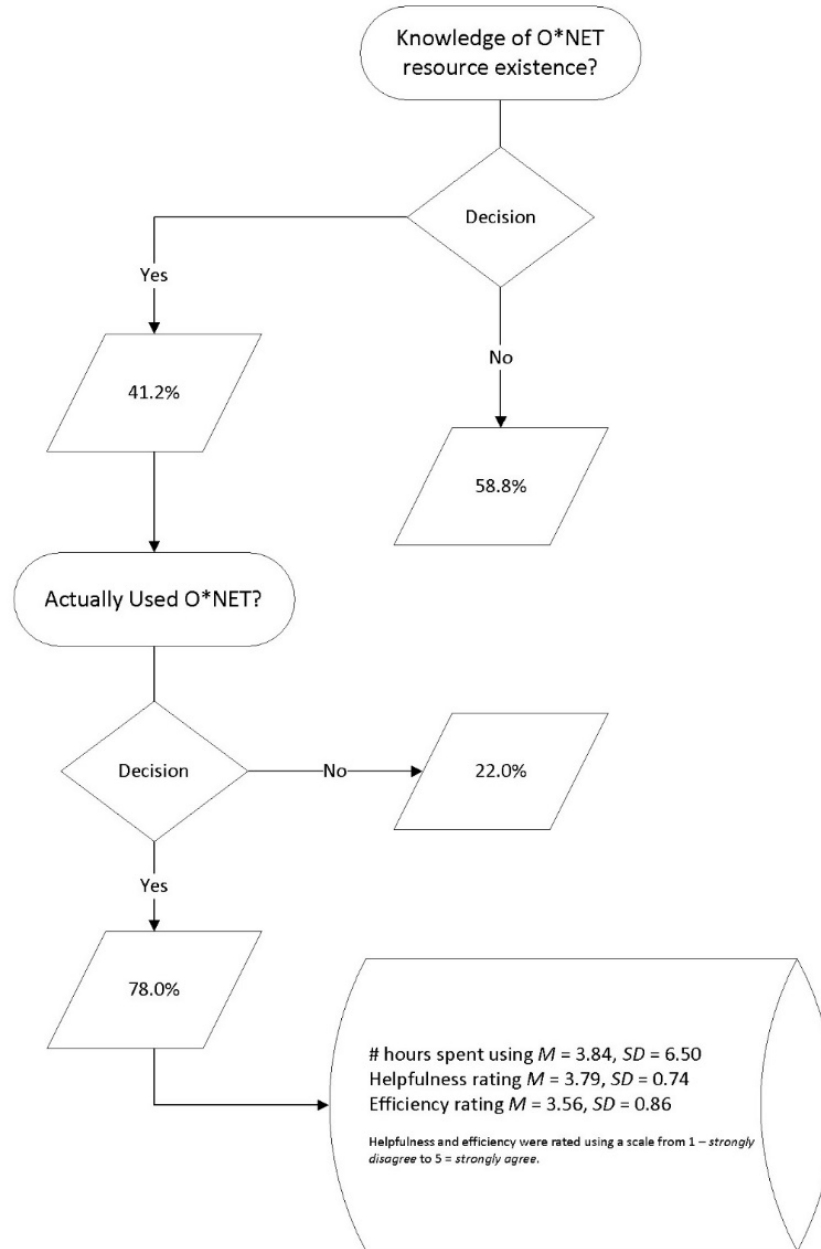 Knowledge of O*NET
resource existence?
Decision
Yes
No
41.2%
58.8%
Actually Used O*NET?
Decision
No
22.0%
Yes
78.0%
# hours spent using M = 3.84, SD = 6.50
Helpfulness rating M = 3.79, SD = 0.74
Efficiency rating M = 3.56, SD = 0.86
Helpfulness and efficiency were rated using a scale from 1 – strongly
disagree to 5 = strongly agree.